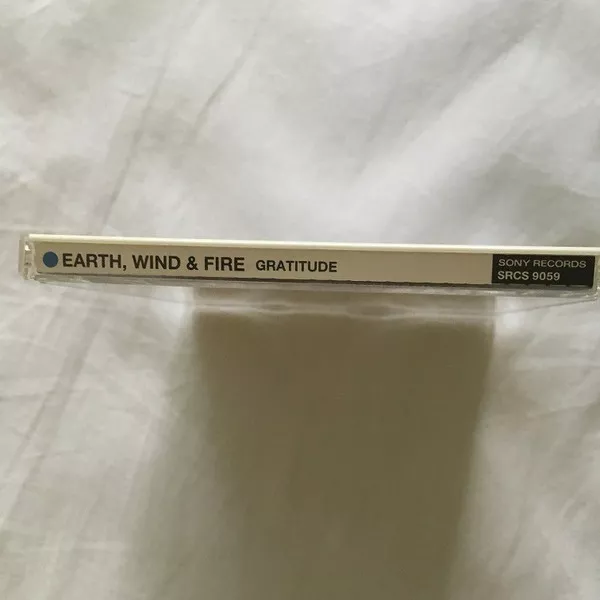 EARTH, WIND & FIRE GRATITUDE
SONY RECORDS
SRCS 9059